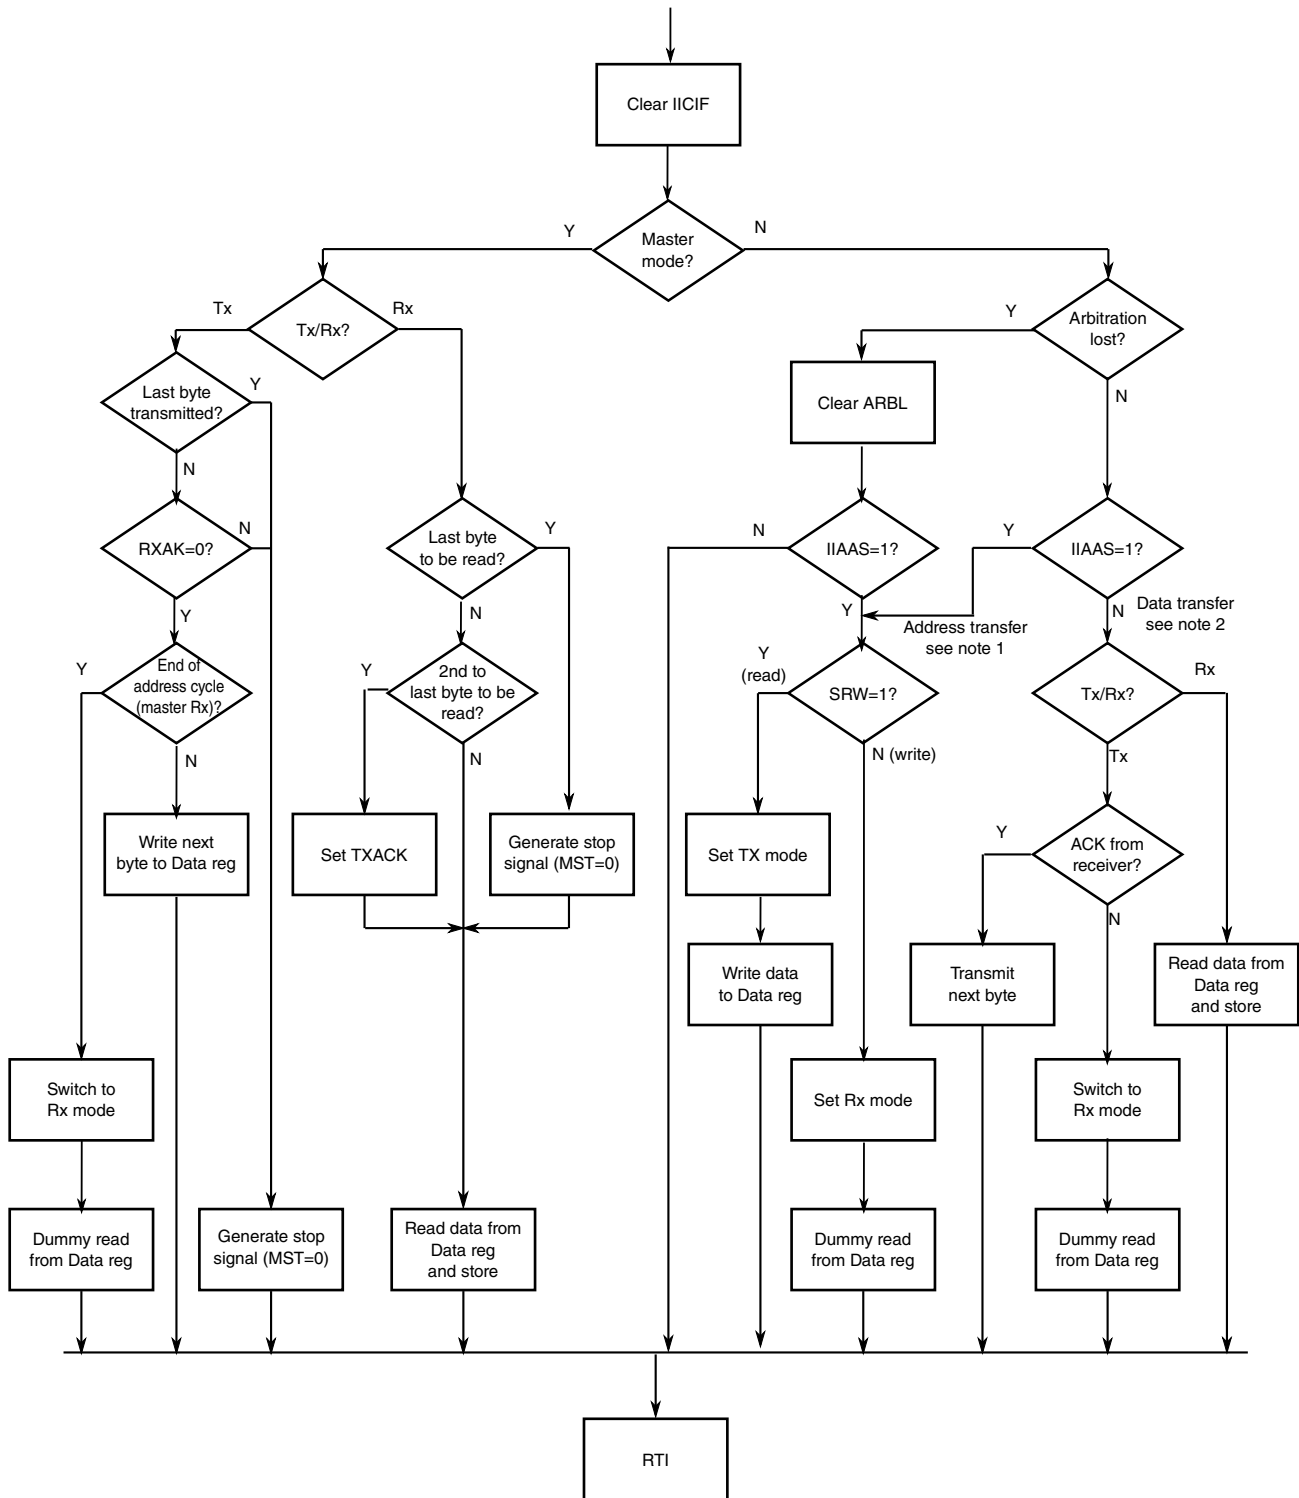 Clear IICIF
Y
N
Master
mode?
Tx
Rx
Tx/Rx?
Y
Arbitration
lost?
Last byte
transmitted?
Y
Clear ARBL
N
N
RXAK=0?
N
Last byte
to be read?
Y
N
IIAAS=1?
Y
IIAAS=1?
Y
N
Y
Address transfer
see note 1
N
Data transfer
see note 2
Y
End of
address cycle
(master Rx)?
N
Y
2nd to
last byte to be
read?
N
Y
(read)
SRW=1?
N (write)
Tx/Rx?
Rx
Tx
Write next
byte to Data reg
Set TXACK
Generate stop
signal (MST=0)
Set TX mode
Y
ACK from
receiver?
N
Write data
to Data reg
Transmit
next byte
Read data from
Data reg
and store
Switch to
Rx mode
Set Rx mode
Switch to
Rx mode
Dummy read
from Data reg
Generate stop
signal (MST=0)
Read data from
Data reg
and store
Dummy read
from Data reg
Dummy read
from Data reg
RTI